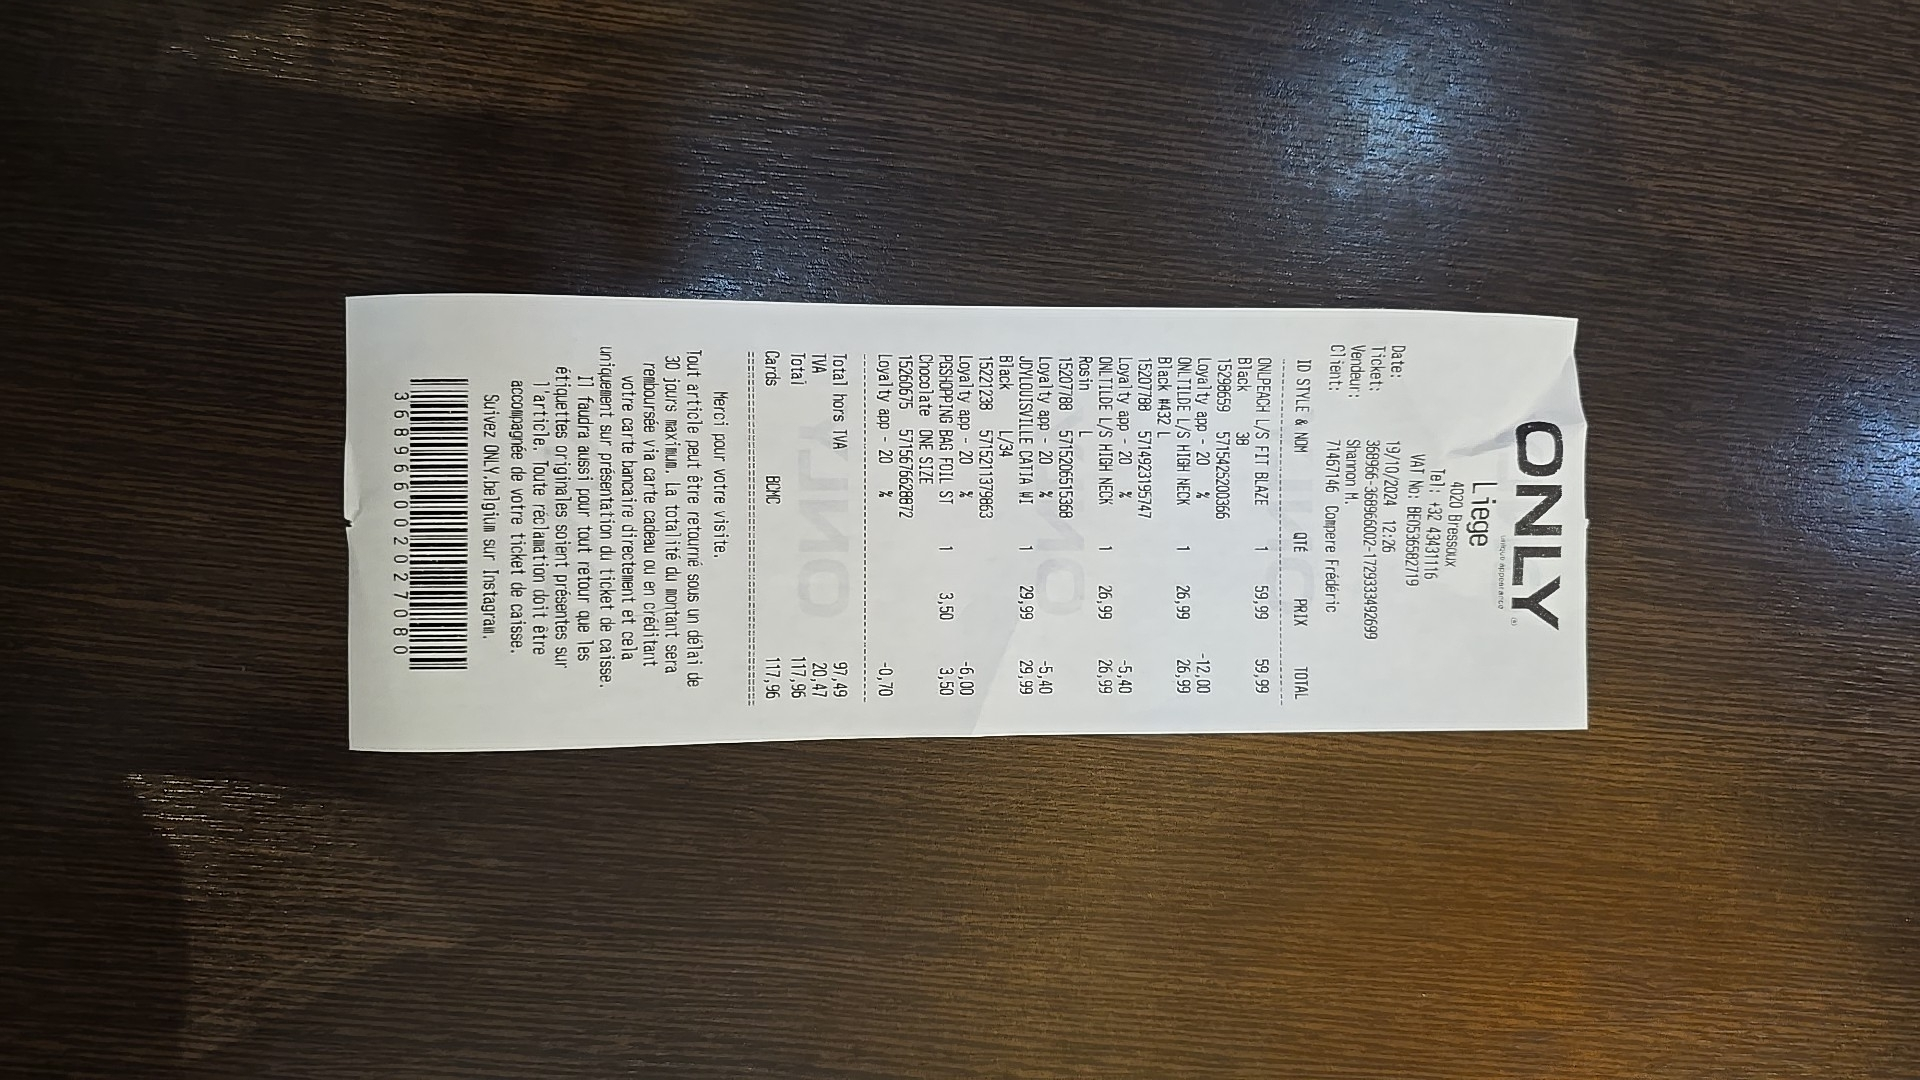 ONLY
unique appearance
Liege
4020 Bressoux
Tel: +32 43431116
VAT No: BE0536582719
Date: 19/10/2024 12:26
Ticket: 368966-368966002-1729333492699
Vendeur: Shannon M.
Client: 71467146 Compere Frédéric
ID STYLE & NOM QTÉ PRIX TOTAL
ONLPEACH L/S FIT BLAZE 1 59,99 59,99
Black 38
15298659 5715425200366
Loyalty app - 20 % -12,00
ONLTILDE L/S HIGH NECK 1 26,99 26,99
Black #432 L
15207788 5714923195747
Loyalty app - 20 % -5,40
ONLTILDE L/S HIGH NECK 1 26,99 26,99
Rosin L
15207788 5715206515368
Loyalty app - 20 % -5,40
JDYLOUISVILLE CATIA WI 1 29,99 29,99
Black L/34
15221238 5715211379863
Loyalty app - 20 % -6,00
PGSHOPPING BAG FOIL ST 1 3,50 3,50
Chocolate ONE SIZE
15260675 5715676628872
Loyalty app - 20 % -0,70
Total hors TVA 97,49
TVA 20,47
Total 117,96
Cards BCMC 117,96
Merci pour votre visite.
Tout article peut être retourné sous un délai de
30 jours maximum. La totalité du montant sera
remboursée via carte cadeau ou en créditant
votre carte bancaire directement et cela
uniquement sur présentation du ticket de caisse.
Il faudra aussi pour tout retour que les
étiquettes originales soient présentes sur
l'article. Toute réclamation doit être
accompagnée de votre ticket de caisse.
Suivez ONLY.belgium sur Instagram.
368966002027080